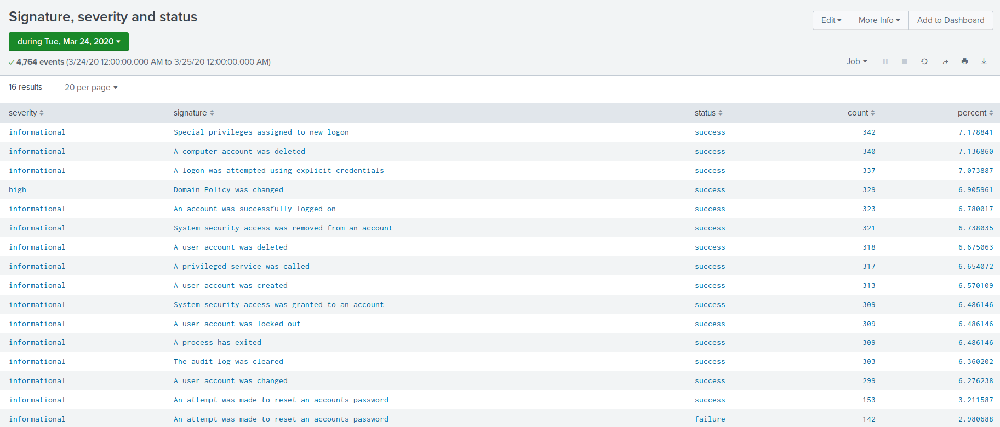 Signature, severity and status
Edit More Info Add to Dashboard
during Tue, Mar 24, 2020
4,764 events (3/24/20 12:00:00.000 AM to 3/25/20 12:00:00.000 AM)
Job
16 results 20 per page
severity signature status count percent
informational Special privileges assigned to new logon success 342 7.178841
informational A computer account was deleted success 340 7.136860
informational A logon was attempted using explicit credentials success 337 7.073887
high Domain Policy was changed success 329 6.905961
informational An account was successfully logged on success 323 6.780017
informational System security access was removed from an account success 321 6.738035
informational A user account was deleted success 318 6.675063
informational A privileged service was called success 317 6.654072
informational A user account was created success 313 6.570109
informational System security access was granted to an account success 309 6.486146
informational A user account was locked out success 309 6.486146
informational A process has exited success 309 6.486146
informational The audit log was cleared success 303 6.360202
informational A user account was changed success 299 6.276238
informational An attempt was made to reset an accounts password success 153 3.211587
informational An attempt was made to reset an accounts password failure 142 2.980688